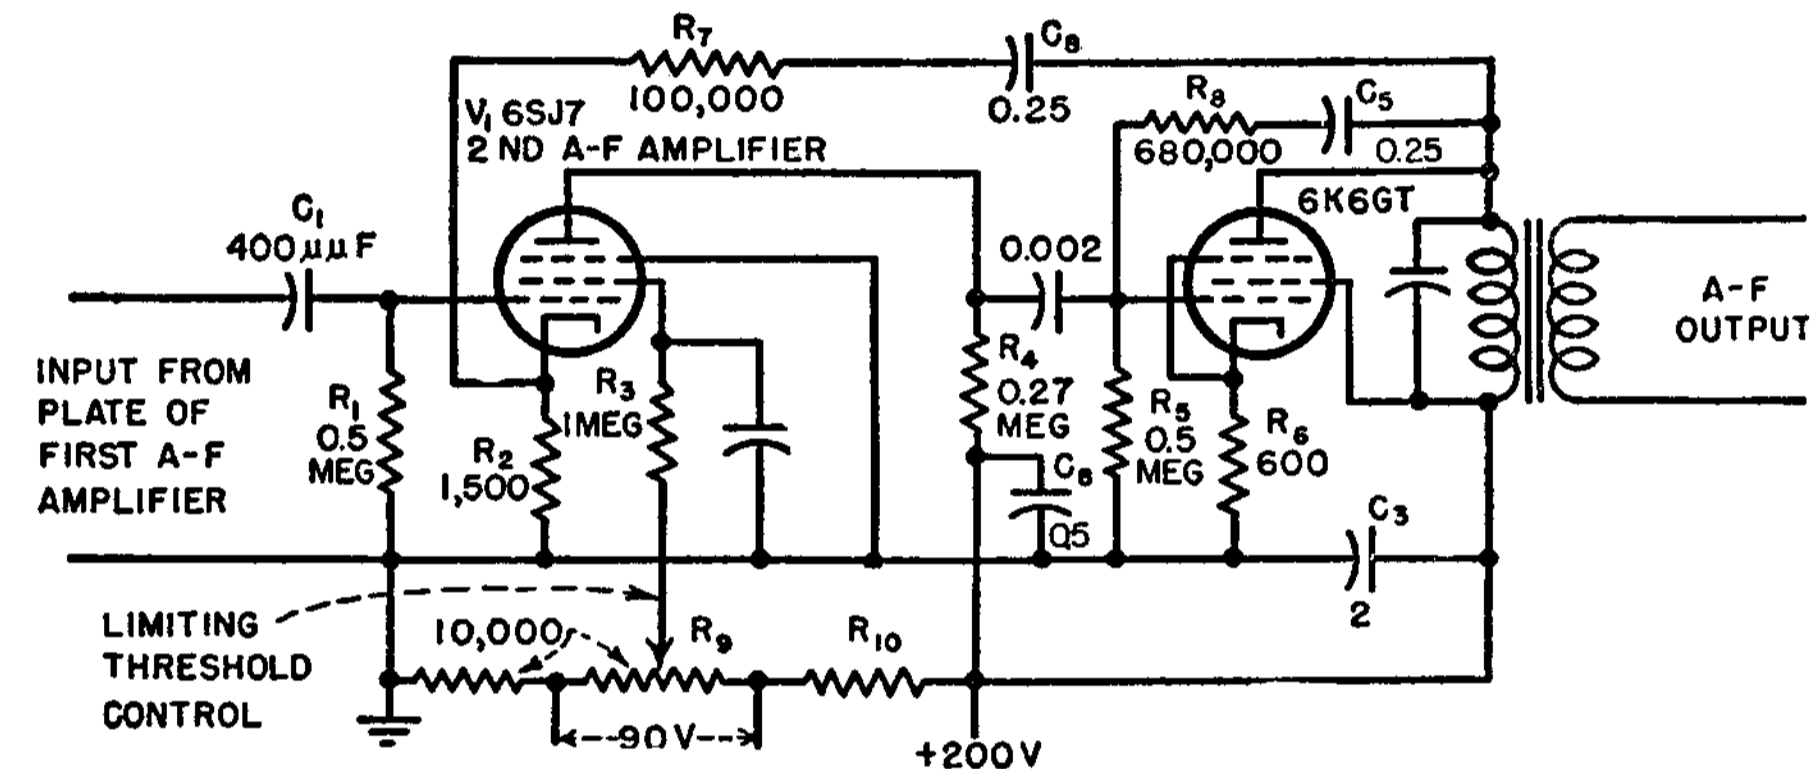 R₇
100,000
C₈
0.25
R₈
680,000
C₅
0.25
V₁ 6SJ7
2 ND A-F AMPLIFIER
6K6GT
C₁
400 μμF
0.002
A-F
OUTPUT
INPUT FROM
PLATE OF
FIRST A-F
AMPLIFIER
R₁
0.5
MEG
R₂
1,500
R₃
1MEG
R₄
0.27
MEG
C₆
0.5
R₅
0.5
MEG
R₆
600
C₃
2
LIMITING
THRESHOLD
CONTROL
10,000
R₉
R₁₀
90 V
+200V